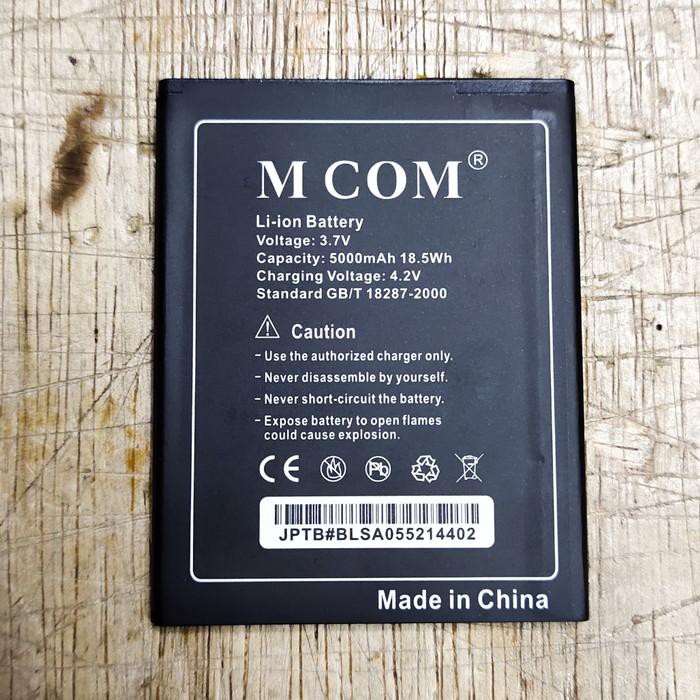 M COM®
Li-ion Battery
Voltage: 3.7V
Capacity: 5000mAh 18.5Wh
Charging Voltage: 4.2V
Standard GB/T 18287-2000
Caution
- Use the authorized charger only.
- Never disassemble by yourself.
- Never short-circuit the battery.
- Expose battery to open flames
could cause explosion.
CE Pb
JPTB#BLSA055214402
Made in China